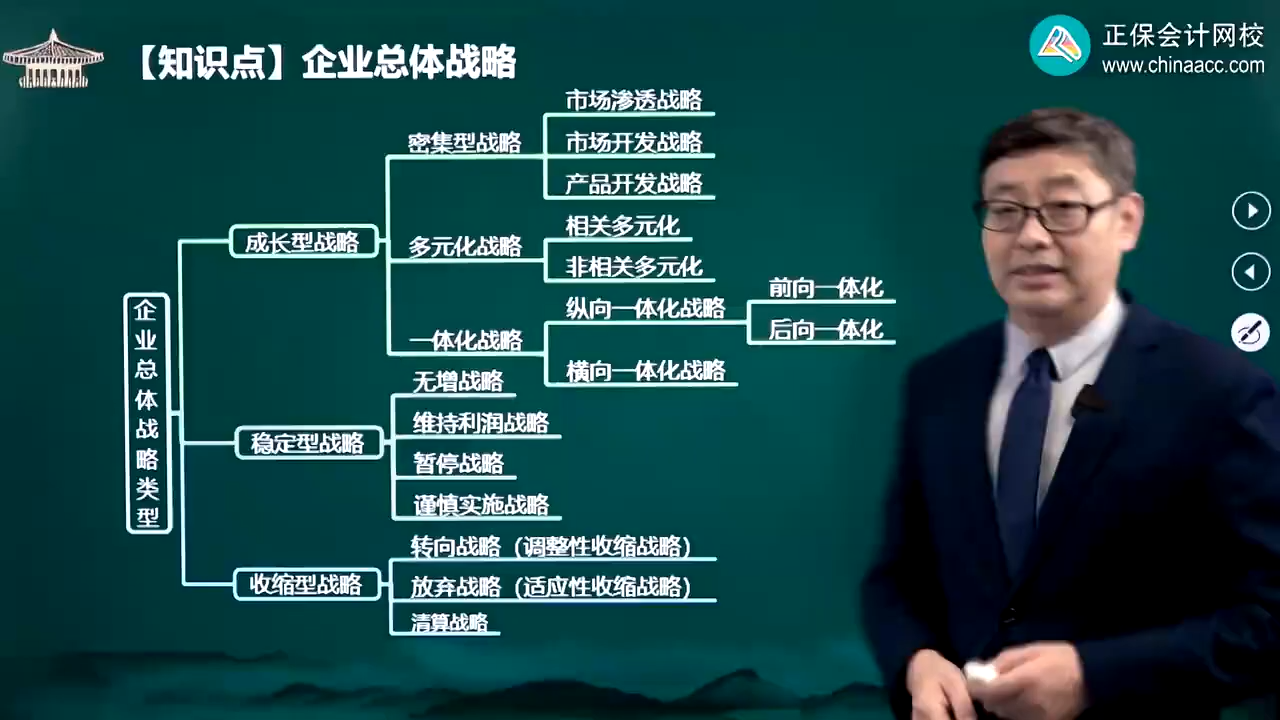 【知识点】企业总体战略
正保会计网校
www.chinaacc.com
企业总体战略类型
成长型战略
密集型战略
市场渗透战略
市场开发战略
产品开发战略
多元化战略
相关多元化
非相关多元化
一体化战略
纵向一体化战略
前向一体化
后向一体化
横向一体化战略
稳定型战略
无增战略
维持利润战略
暂停战略
谨慎实施战略
收缩型战略
转向战略（调整性收缩战略）
放弃战略（适应性收缩战略）
清算战略